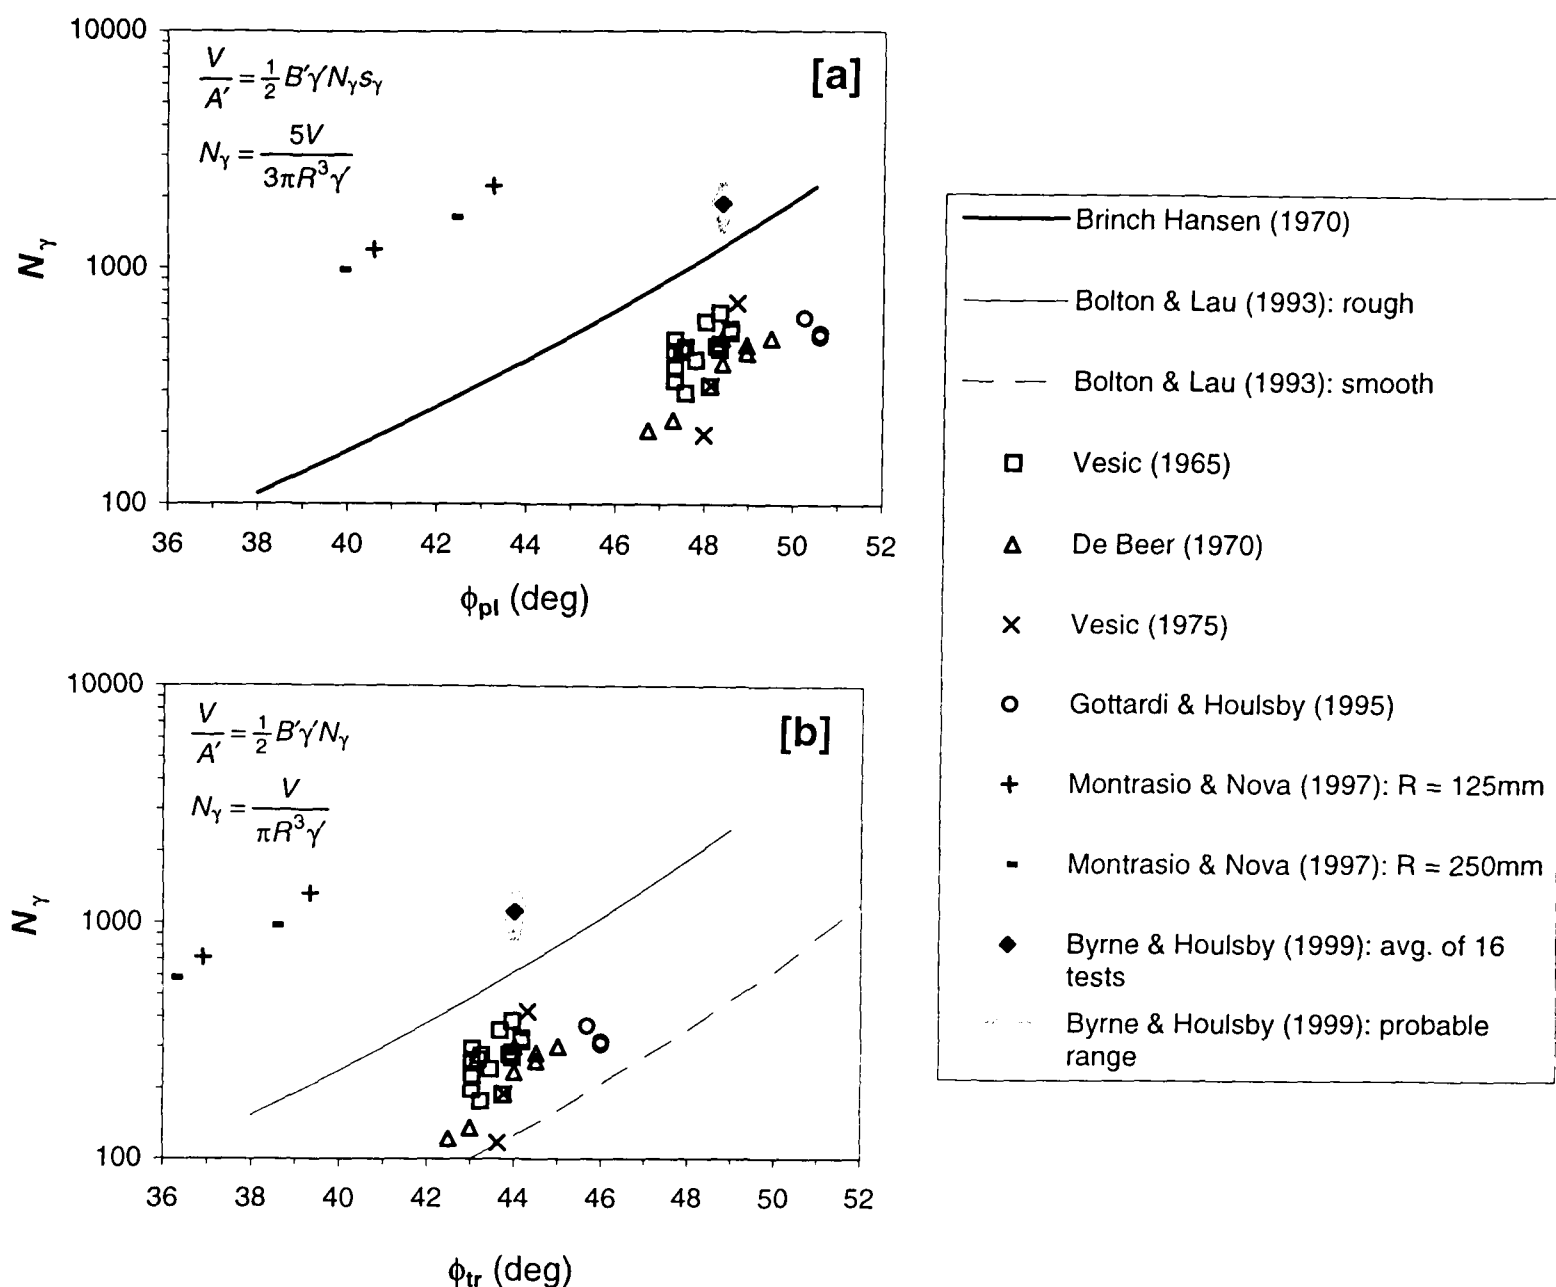 10000
V/A′ = 1/2 B′γ′N_γ s_γ
[a]
N_γ = 5V/3πR³γ′
1000
N_γ
100
36 38 40 42 44 46 48 50 52
ϕ_pl (deg)
10000
V/A′ = 1/2 B′γ′N_γ
[b]
N_γ = V/πR³γ′
1000
N_γ
100
36 38 40 42 44 46 48 50 52
ϕ_tr (deg)
Brinch Hansen (1970)
Bolton & Lau (1993): rough
Bolton & Lau (1993): smooth
Vesic (1965)
De Beer (1970)
Vesic (1975)
Gottardi & Houlsby (1995)
Montrasio & Nova (1997): R = 125mm
Montrasio & Nova (1997): R = 250mm
Byrne & Houlsby (1999): avg. of 16
tests
Byrne & Houlsby (1999): probable
range